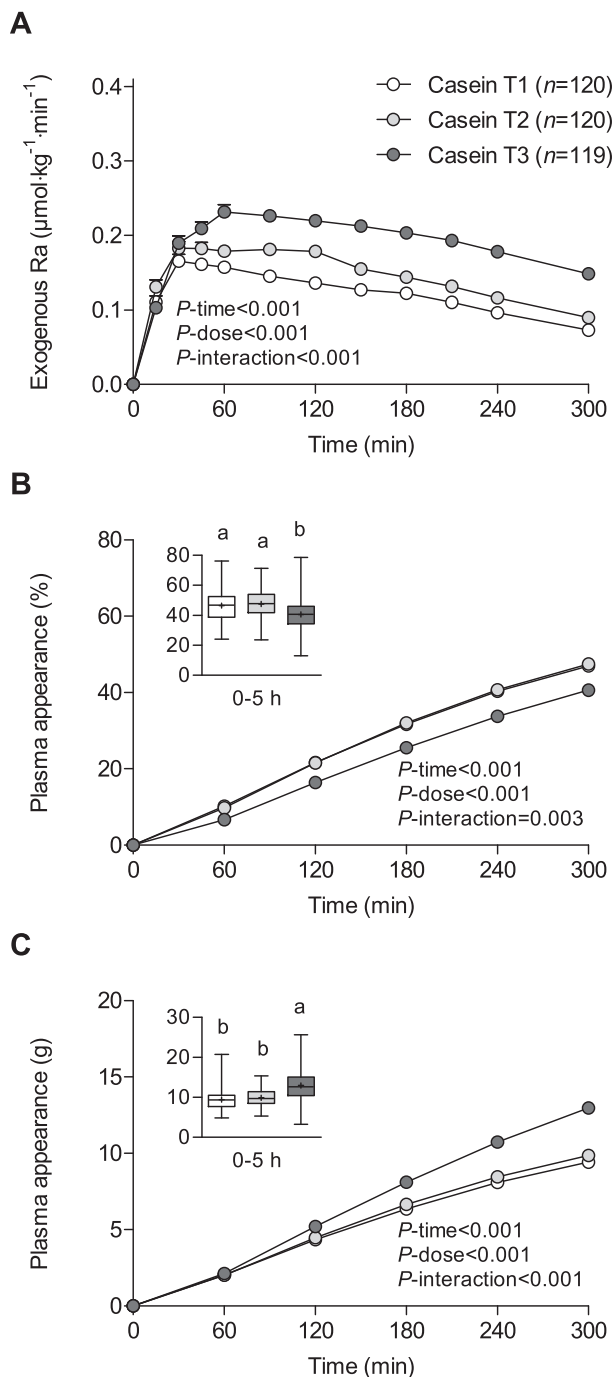 A
Exogenous Ra (µmol·kg⁻¹·min⁻¹)
0.4
0.3
0.2
0.1
0.0
Casein T1 (n=120)
Casein T2 (n=120)
Casein T3 (n=119)
P-time<0.001
P-dose<0.001
P-interaction<0.001
0 60 120 180 240 300
Time (min)
B
Plasma appearance (%)
80
60
40
20
0
80
60
40
20
0
a a b
0-5 h
P-time<0.001
P-dose<0.001
P-interaction=0.003
0 60 120 180 240 300
Time (min)
C
Plasma appearance (g)
20
15
10
5
0
30
20
10
0
b b a
0-5 h
P-time<0.001
P-dose<0.001
P-interaction<0.001
0 60 120 180 240 300
Time (min)